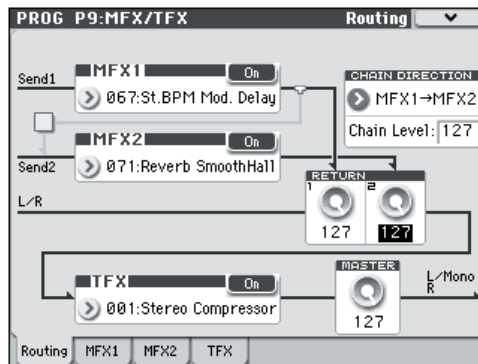 PROG P9:MFX/TFX Routing
Send1
MFX1 On
067:St.BPM Mod. Delay
CHAIN DIRECTION
MFX1→MFX2
Chain Level: 127
MFX2 On
071:Reverb SmoothHall
Send2
L/R
RETURN
1 2
127 127
TFX On
001:Stereo Compressor
MASTER
127
L/Mono
R
Routing MFX1 MFX2 TFX